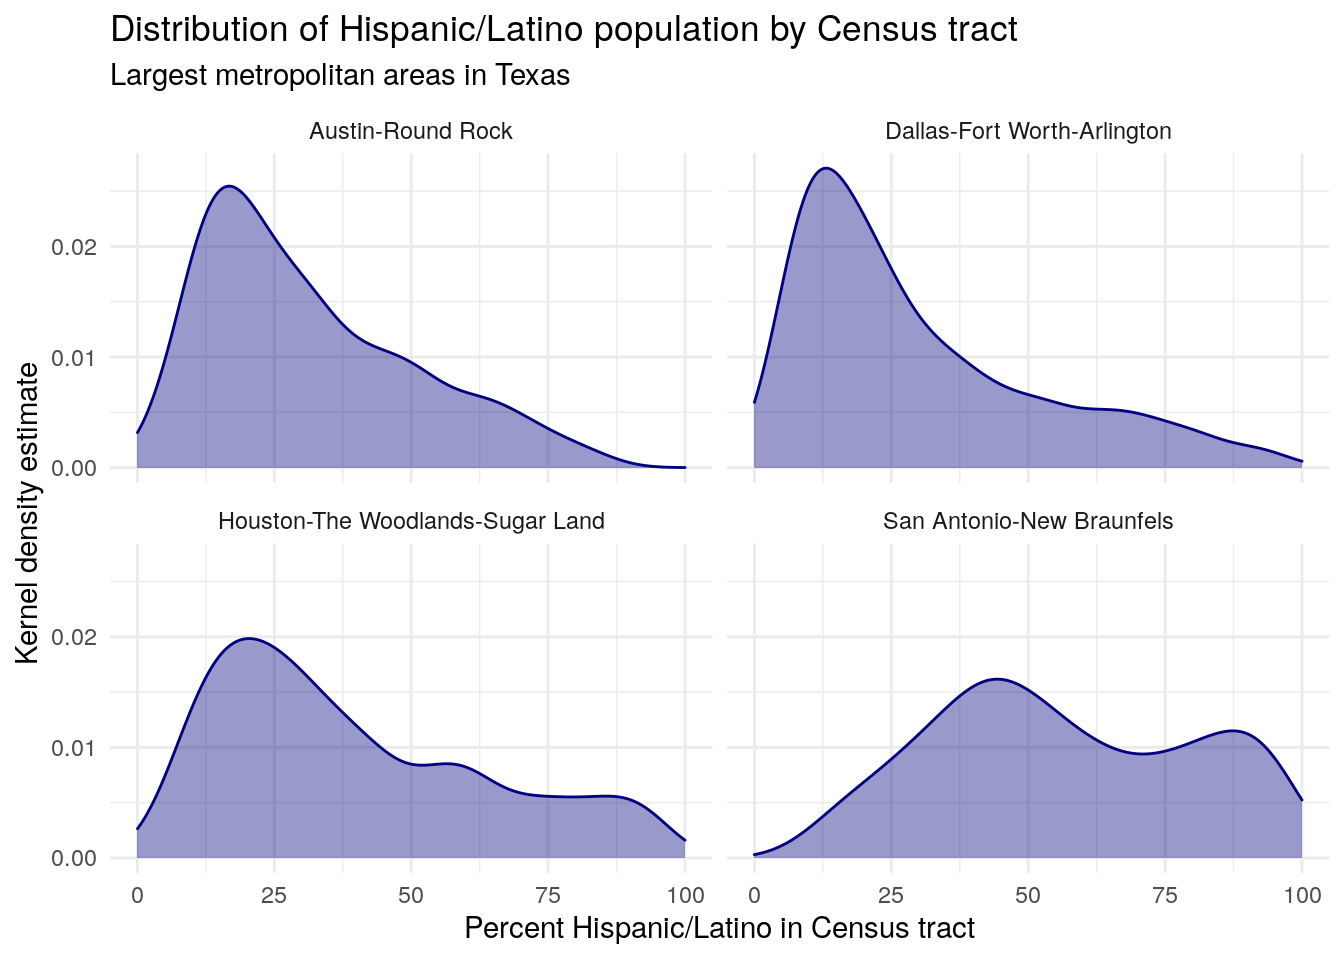 Distribution of Hispanic/Latino population by Census tract
Largest metropolitan areas in Texas
Austin-Round Rock
Dallas-Fort Worth-Arlington
0.02
0.01
0.00
Houston-The Woodlands-Sugar Land
San Antonio-New Braunfels
0.02
0.01
0.00
Kernel density estimate
0 25 50 75 100
0 25 50 75 100
Percent Hispanic/Latino in Census tract